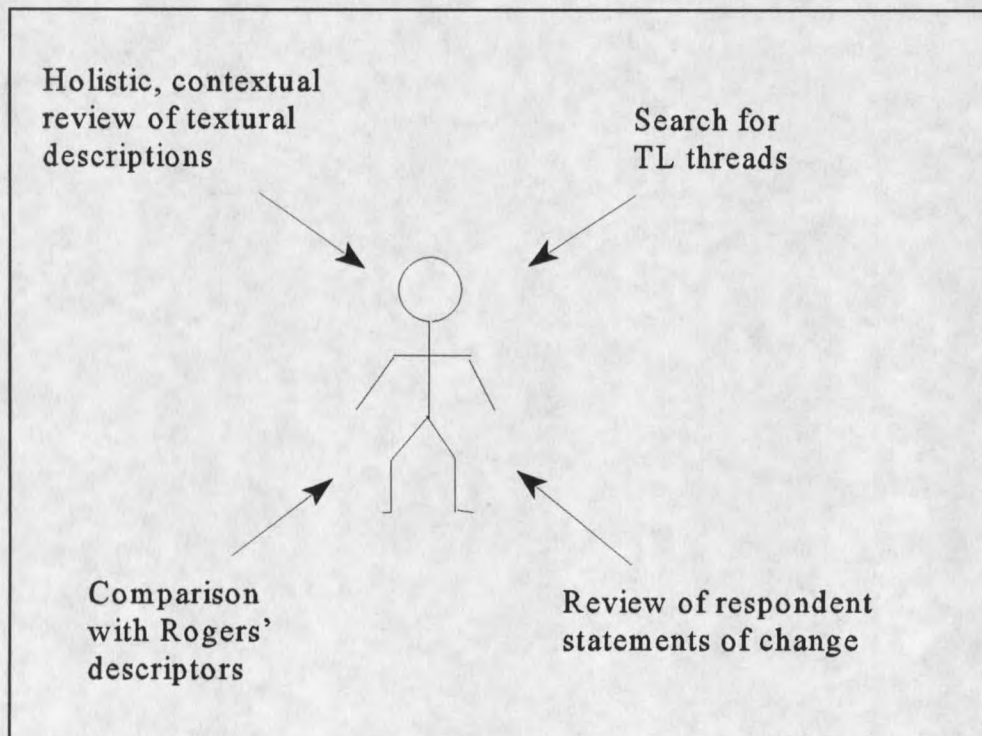 Holistic, contextual
review of textural
descriptions
Search for
TL threads
Comparison
with Rogers’
descriptors
Review of respondent
statements of change